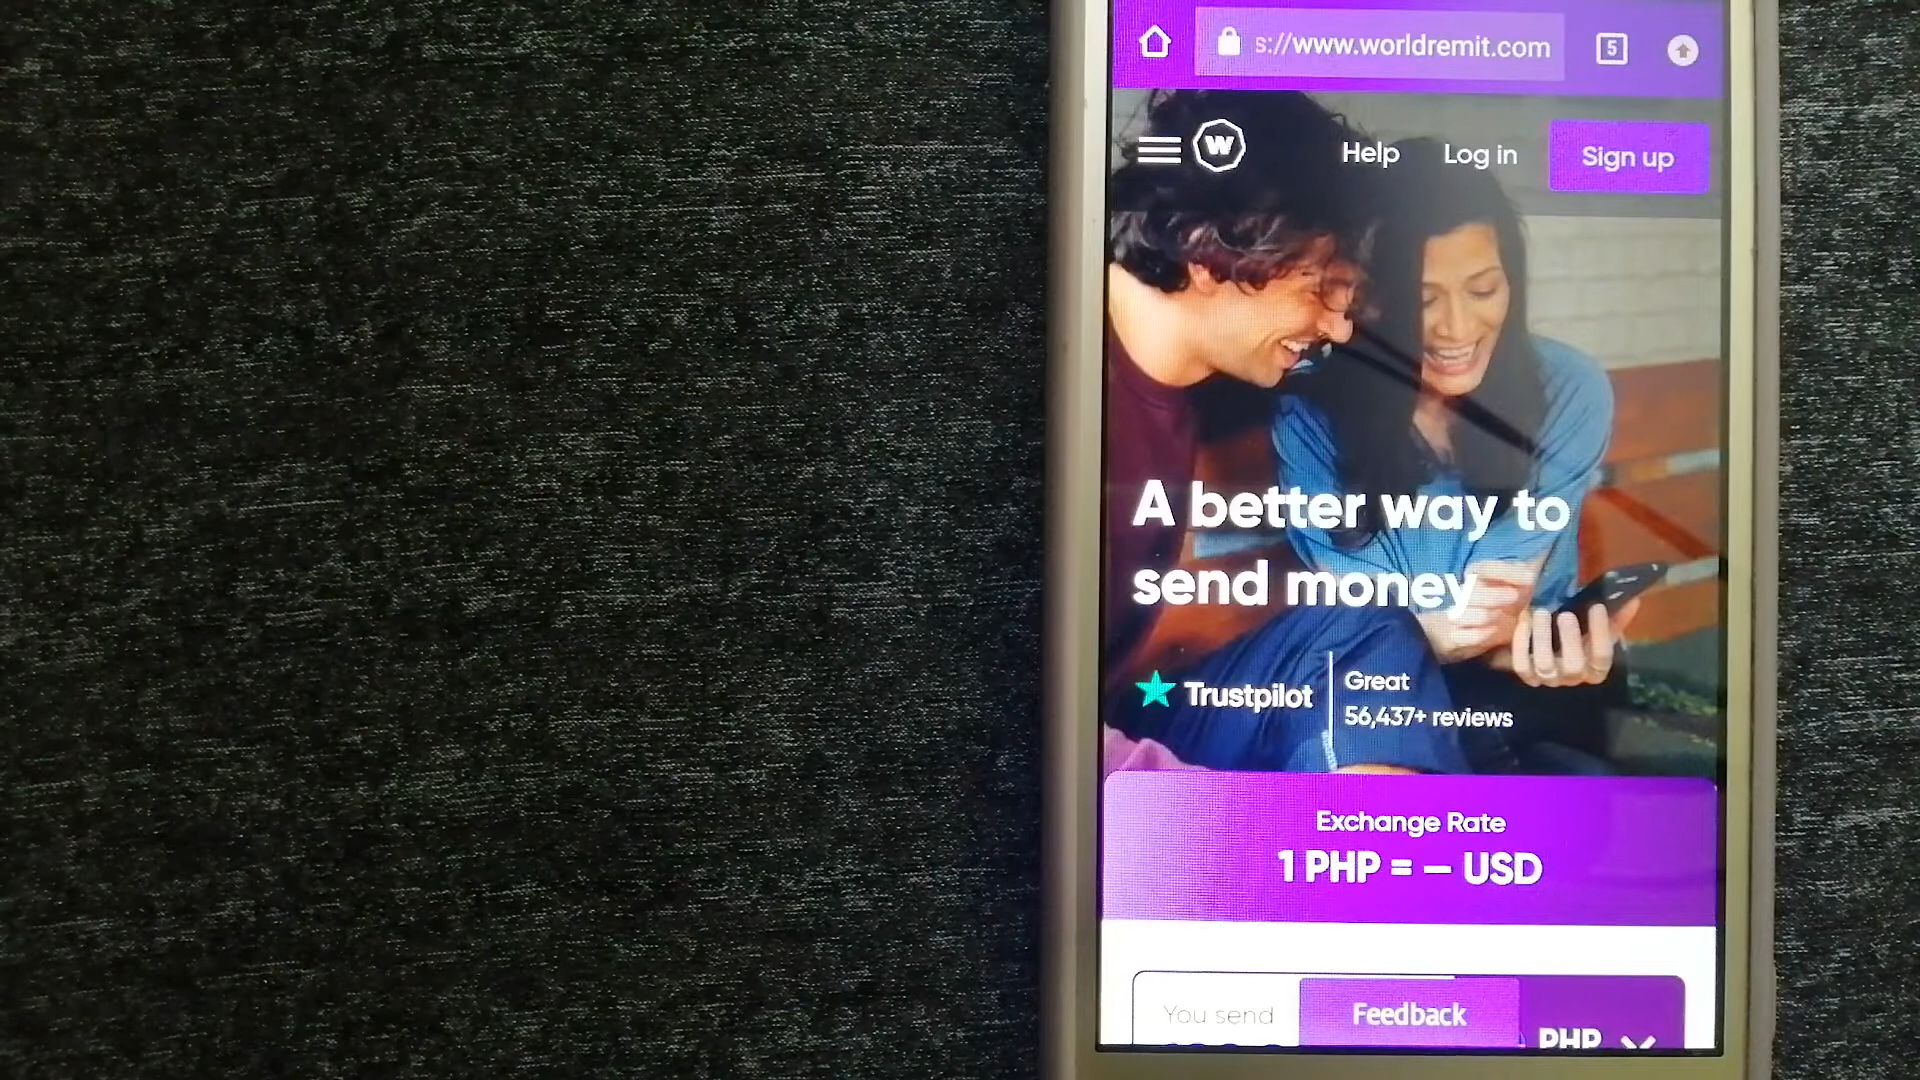 s://www.worldremit.com
5
W
Help
Log in
Sign up
A better way to
send money
Trustpilot
Great
56,437+ reviews
Exchange Rate
1 PHP = – USD
You send
Feedback
PHP